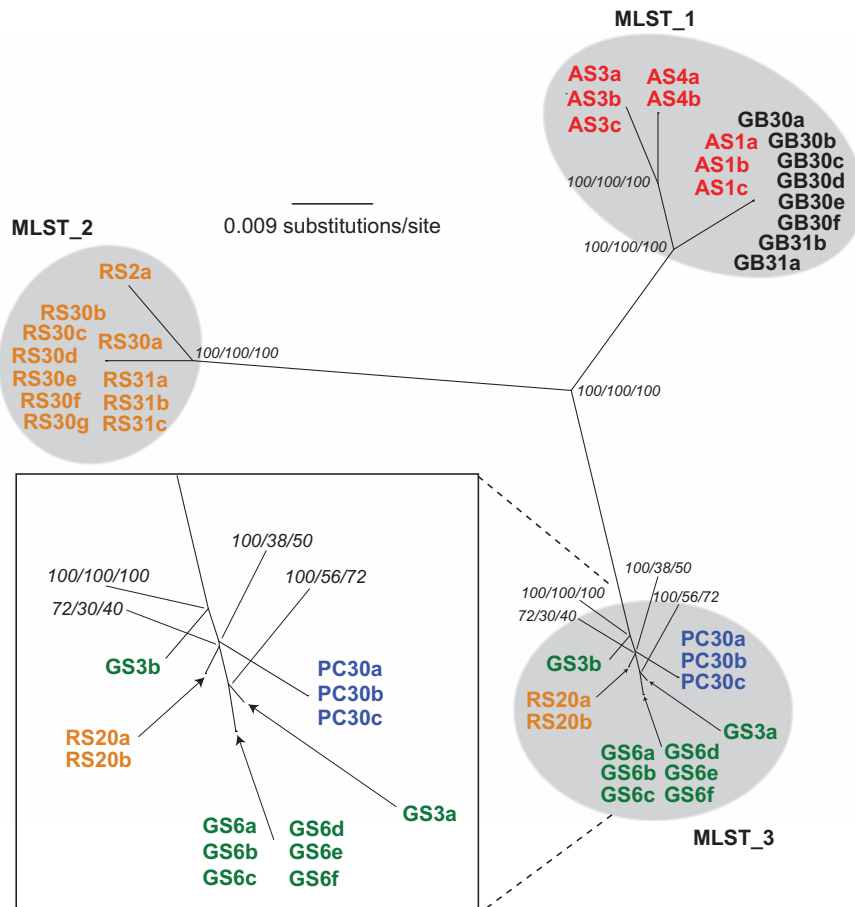 MLST_1
AS3a
AS3b
AS3c
AS4a
AS4b
GB30a
AS1a
AS1b
AS1c
GB30b
GB30c
GB30d
GB30e
GB30f
GB31b
GB31a
100/100/100
100/100/100
0.009 substitutions/site
MLST_2
RS2a
RS30b
RS30c
RS30d
RS30e
RS30f
RS30g
RS30a
RS31a
RS31b
RS31c
100/100/100
100/100/100
100/38/50
100/100/100
100/56/72
72/30/40
GS3b
PC30a
PC30b
PC30c
RS20a
RS20b
GS3a
GS6a GS6d
GS6b GS6e
GS6c GS6f
100/38/50
100/100/100
100/56/72
72/30/40
GS3b
PC30a
PC30b
PC30c
RS20a
RS20b
GS3a
GS6a GS6d
GS6b GS6e
GS6c GS6f
MLST_3